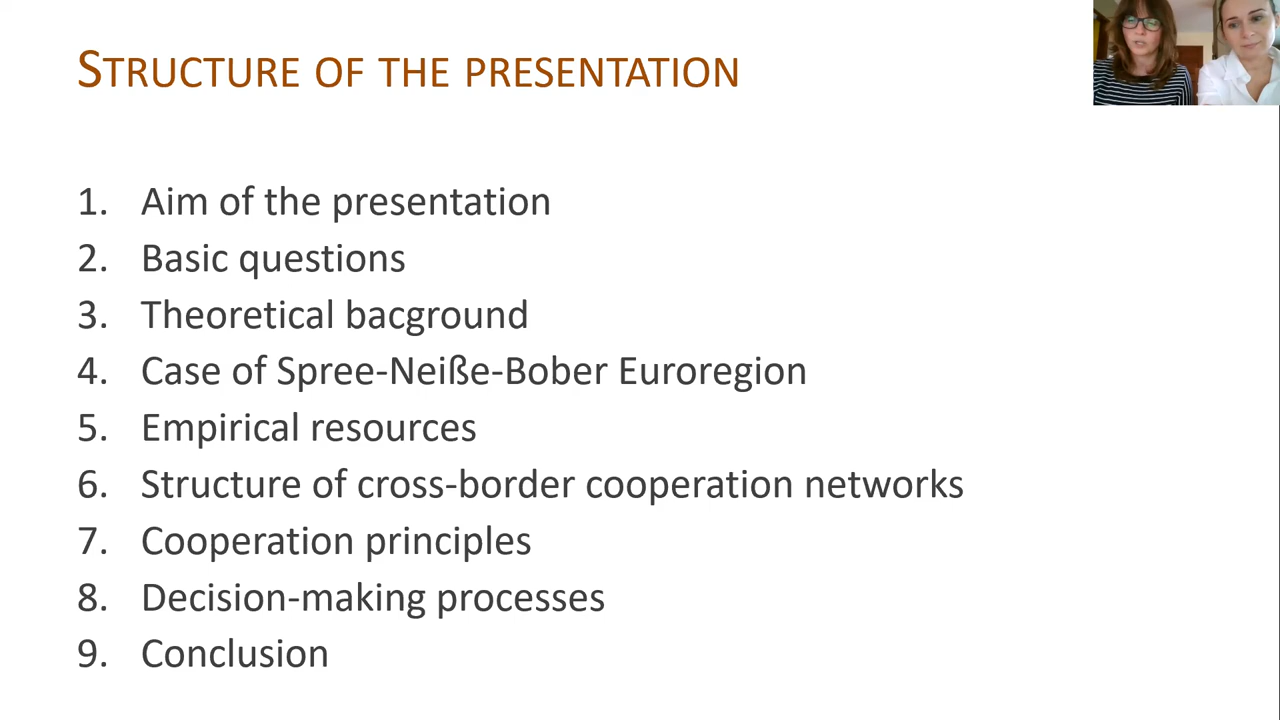 STRUCTURE OF THE PRESENTATION
1. Aim of the presentation
2. Basic questions
3. Theoretical bacground
4. Case of Spree-Neiße-Bober Euroregion
5. Empirical resources
6. Structure of cross-border cooperation networks
7. Cooperation principles
8. Decision-making processes
9. Conclusion